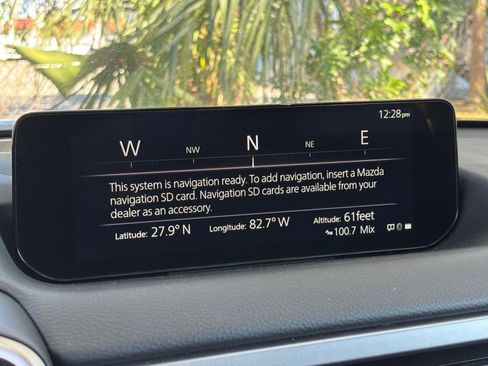 12:28pm
W NW N NE E
This system is navigation ready. To add navigation, insert a Mazda
navigation SD card. Navigation SD cards are available from your
dealer as an accessory.
Latitude: 27.9° N Longitude: 82.7° W Altitude: 61feet
100.7 Mix